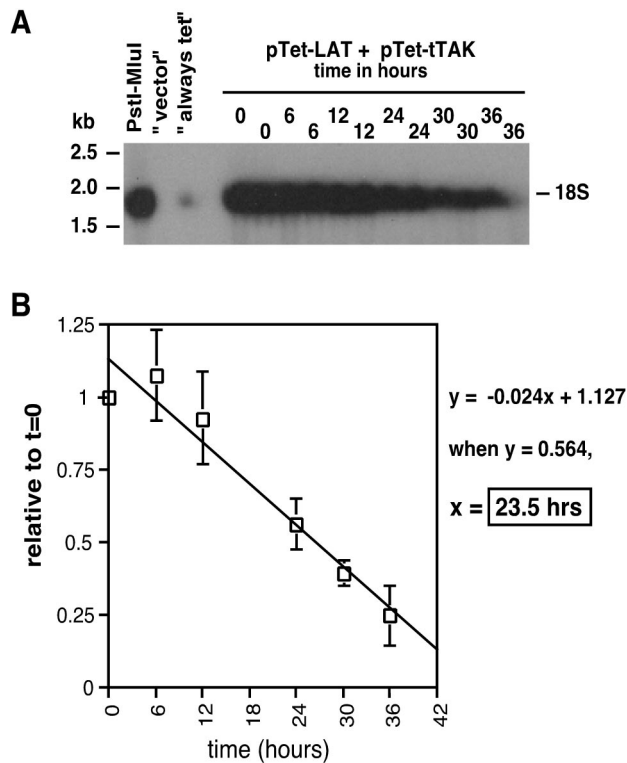 A
PstI-MluI
"vector"
"always tet"
pTet-LAT + pTet-tTAK
time in hours
0 6 12 24 30 36
0 6 12 24 30 36
kb
2.5
2.0
1.5
18S
B
1.25
1
0.75
0.5
0.25
0
relative to t=0
0 6 12 18 24 30 36 42
time (hours)
y = -0.024x + 1.127
when y = 0.564,
x = 23.5 hrs